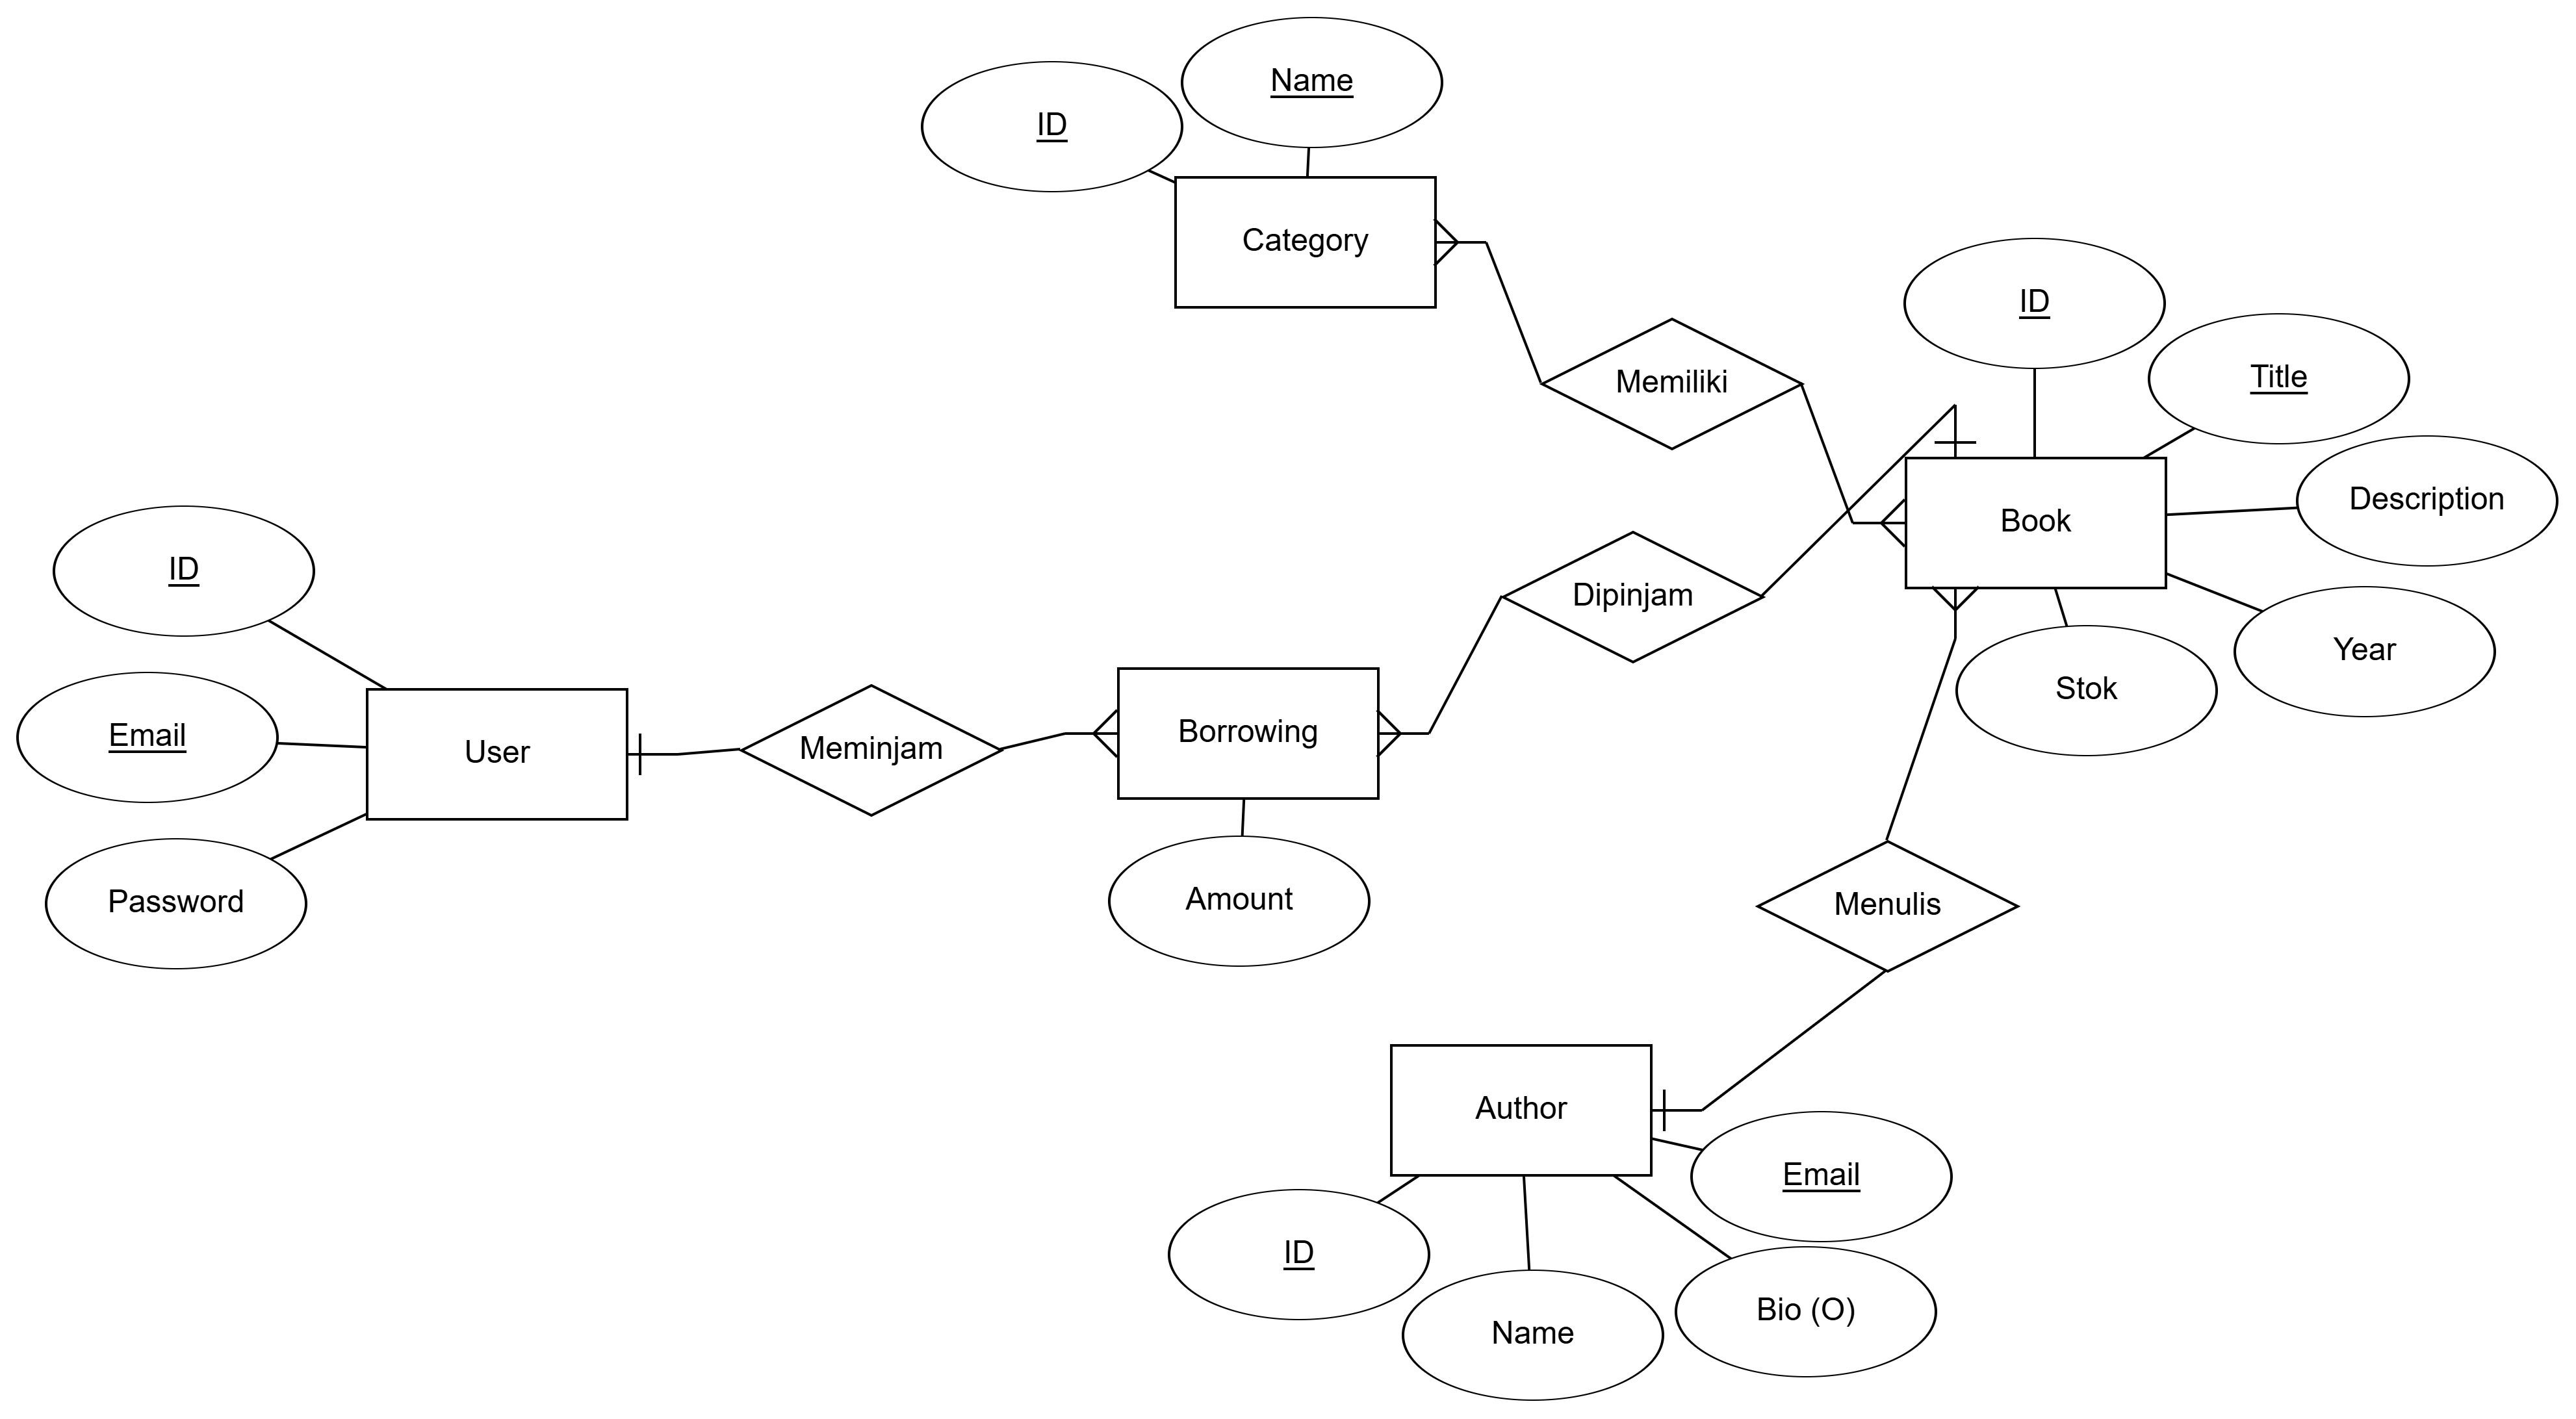 Name
ID
Category
ID
Memiliki
Title
Description
Book
ID
Dipinjam
Year
Stok
Email
User
Meminjam
Borrowing
Password
Amount
Menulis
Author
Email
ID
Bio (O)
Name